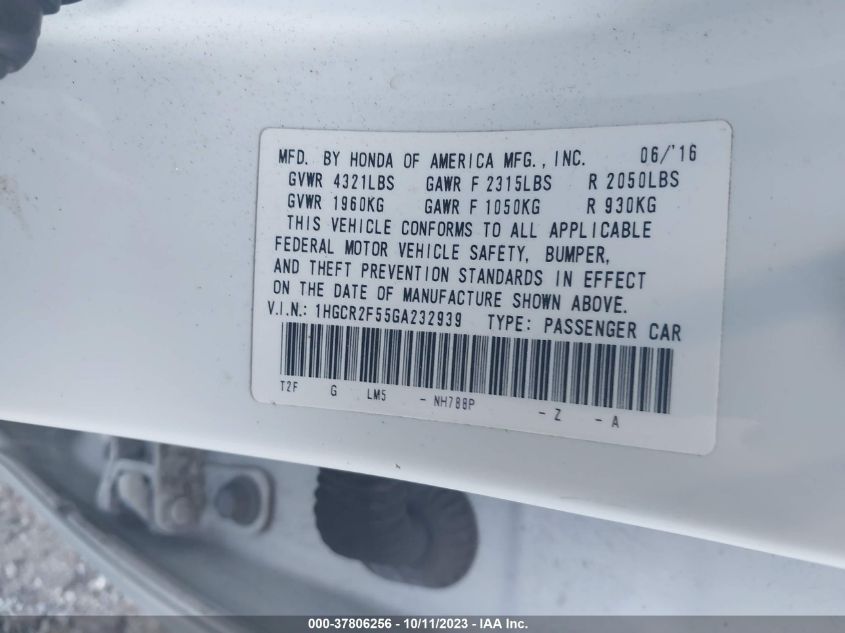 MFD. BY HONDA OF AMERICA MFG., INC. 06/'16
GVWR 4321LBS GAWR F 2315LBS R 2050LBS
GVWR 1960KG GAWR F 1050KG R 930KG
THIS VEHICLE CONFORMS TO ALL APPLICABLE
FEDERAL MOTOR VEHICLE SAFETY, BUMPER,
AND THEFT PREVENTION STANDARDS IN EFFECT
ON THE DATE OF MANUFACTURE SHOWN ABOVE.
V.I.N.: 1HGCR2F55GA232939 TYPE: PASSENGER CAR
T2F G LM5 - NH788P - Z - A
000-37806256 - 10/11/2023 - IAA Inc.